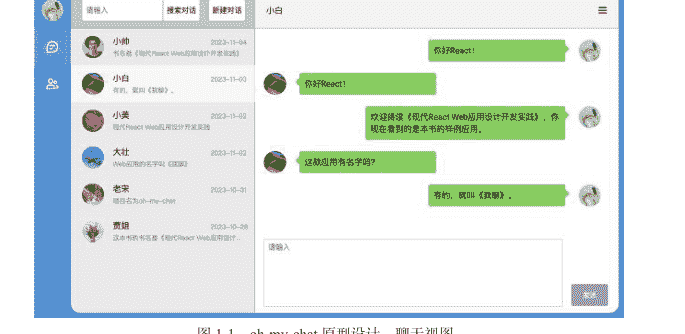 请输入
搜索对话
新建对话
小白
小帅
2023-11-04
书名是《现代React Web应用设计开发实践》
小白
2023-11-03
有的，就叫《我聊》。
小美
2023-11-02
现代React Web应用设计开发实践
大壮
2023-11-02
Web应用的名字叫《我聊》
老宋
2023-10-31
项目名为oh-my-chat
贾姐
2023-10-28
这本书的书名是《现代React Web应用设计...
你好React！
你好React！
欢迎阅读《现代React Web应用设计开发实践》，你
现在看到的是本书的样例应用。
这款应用有名字吗？
有的，就叫《我聊》。
请输入
图 1-1 oh-my-chat 原型设计—聊天视图